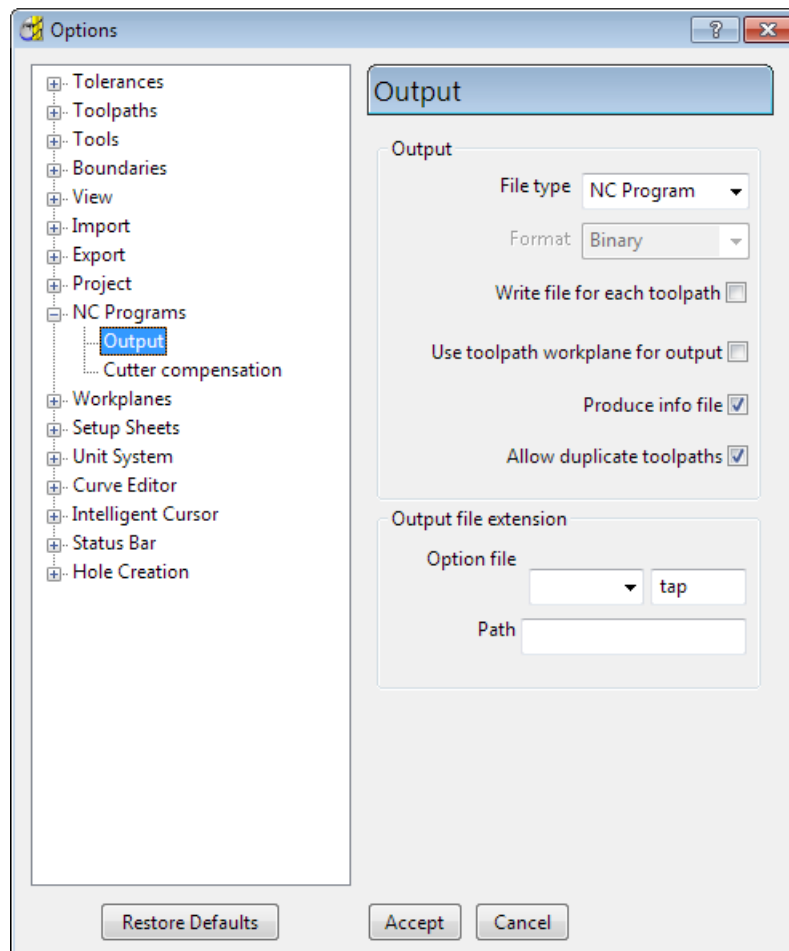 Options
Tolerances
Toolpaths
Tools
Boundaries
View
Import
Export
Project
NC Programs
Output
Cutter compensation
Workplanes
Setup Sheets
Unit System
Curve Editor
Intelligent Cursor
Status Bar
Hole Creation
Output
Output
File type NC Program
Format Binary
Write file for each toolpath
Use toolpath workplane for output
Produce info file
Allow duplicate toolpaths
Output file extension
Option file
tap
Path
Restore Defaults
Accept
Cancel